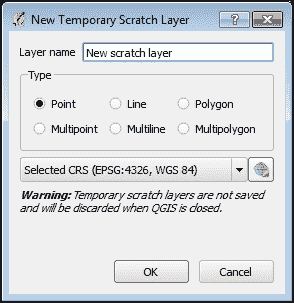 New Temporary Scratch Layer
Layer name New scratch layer
Type
Point Line Polygon
Multipoint Multiline Multipolygon
Selected CRS (EPSG:4326, WGS 84)
Warning: Temporary scratch layers are not saved
and will be discarded when QGIS is closed.
OK Cancel